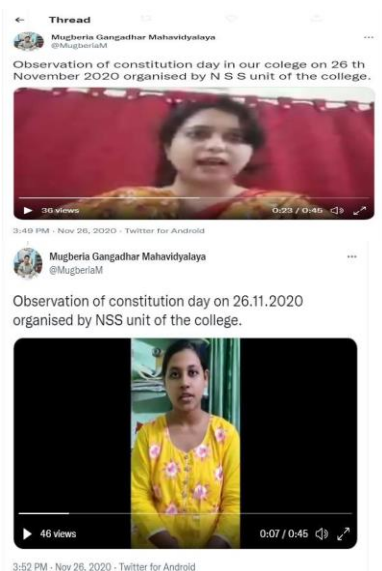 Thread
Mugberia Gangadhar Mahavidyalaya
@MugberiaM
Observation of constitution day in our colege on 26 th
November 2020 organised by N S S unit of the college.
36 views
0:23 / 0:45
3:49 PM - Nov 26, 2020 - Twitter for Android
Mugberia Gangadhar Mahavidyalaya
@MugberiaM
Observation of constitution day on 26.11.2020
organised by NSS unit of the college.
46 views
0:07 / 0:45
3:52 PM - Nov 26, 2020 - Twitter for Android